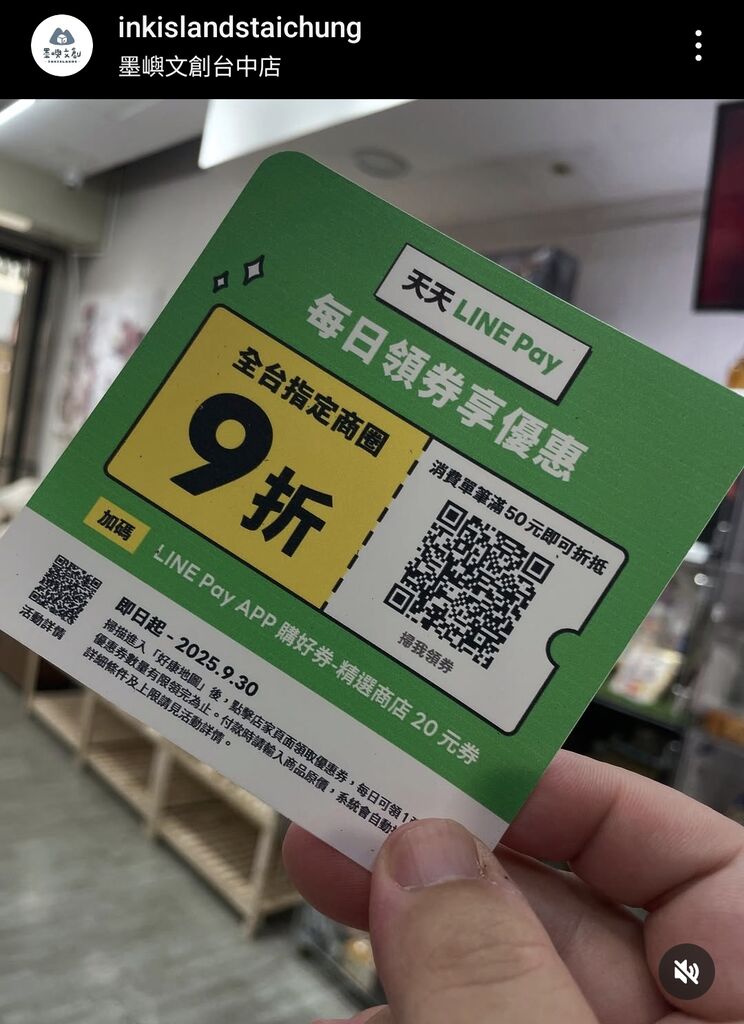 inkislandstaichung
墨嶼文創台中店
墨嶼文創
天天 LINE Pay
每日領券享優惠
全台指定商圈
9折
消費單筆滿50元即可折抵
掃我領券
加碼 LINE Pay APP 購好券-精選商店 20 元券
活動詳情
即日起 - 2025.9.30
掃描進入「好康地圖」後，點擊店家頁面領取優惠券，每日可領1
優惠券數量有限領完為止。付款時請輸入商品原價，系統會自動
詳細條件及上限請見活動詳情。